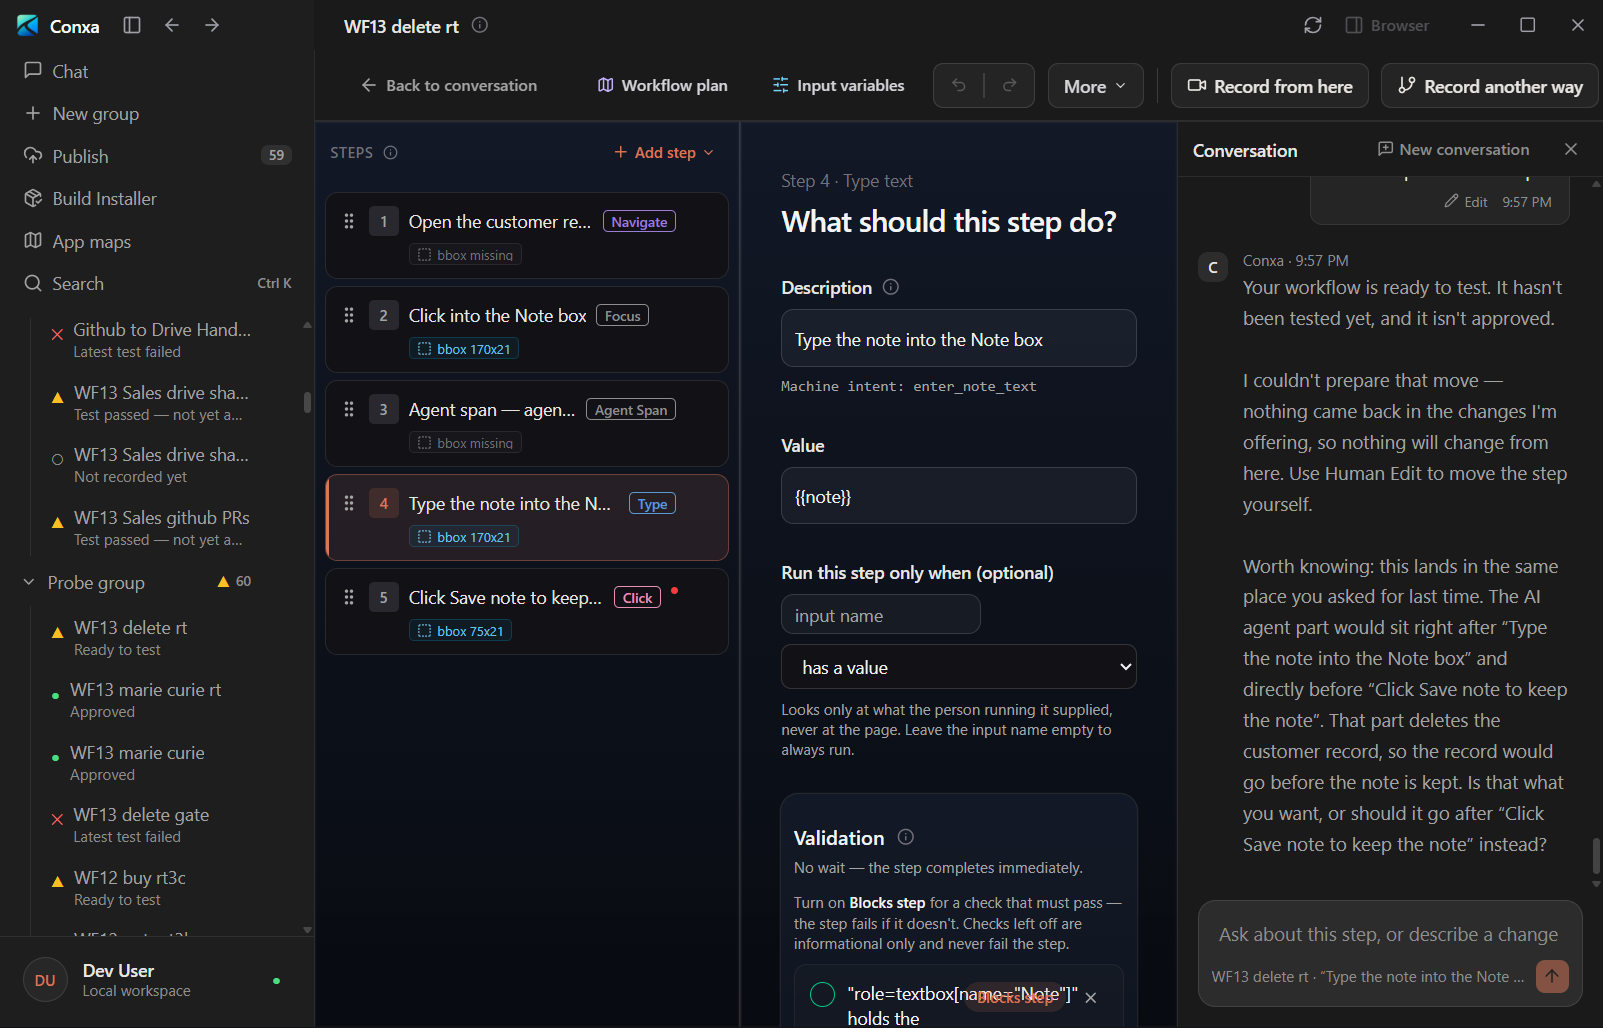 Conxa
WF13 delete rt
Browser
Chat
New group
Publish
59
Build Installer
App maps
Search
Ctrl K
Github to Drive Hand...
Latest test failed
WF13 Sales drive sha...
Test passed — not yet a...
WF13 Sales drive sha...
Not recorded yet
WF13 Sales github PRs
Test passed — not yet a...
Probe group
60
WF13 delete rt
Ready to test
WF13 marie curie rt
Approved
WF13 marie curie
Approved
WF13 delete gate
Latest test failed
WF12 buy rt3c
Ready to test
DU
Dev User
Local workspace
Back to conversation
Workflow plan
Input variables
More
Record from here
Record another way
STEPS
Add step
1
Open the customer re...
Navigate
bbox missing
2
Click into the Note box
Focus
bbox 170x21
3
Agent span — agen...
Agent Span
bbox missing
4
Type the note into the N...
Type
bbox 170x21
5
Click Save note to keep...
Click
bbox 75x21
Step 4 · Type text
What should this step do?
Description
Type the note into the Note box
Machine intent: enter_note_text
Value
{{note}}
Run this step only when (optional)
input name
has a value
Looks only at what the person running it supplied,
never at the page. Leave the input name empty to
always run.
Validation
No wait — the step completes immediately.
Turn on Blocks step for a check that must pass —
the step fails if it doesn't. Checks left off are
informational only and never fail the step.
"role=textbox[name="Note"]"
holds the
Blocks step
Conversation
New conversation
Edit
9:57 PM
C
Conxa · 9:57 PM
Your workflow is ready to test. It hasn't
been tested yet, and it isn't approved.
I couldn't prepare that move —
nothing came back in the changes I'm
offering, so nothing will change from
here. Use Human Edit to move the step
yourself.
Worth knowing: this lands in the same
place you asked for last time. The AI
agent part would sit right after “Type
the note into the Note box” and
directly before “Click Save note to keep
the note”. That part deletes the
customer record, so the record would
go before the note is kept. Is that what
you want, or should it go after “Click
Save note to keep the note” instead?
Ask about this step, or describe a change
WF13 delete rt · “Type the note into the Note ...